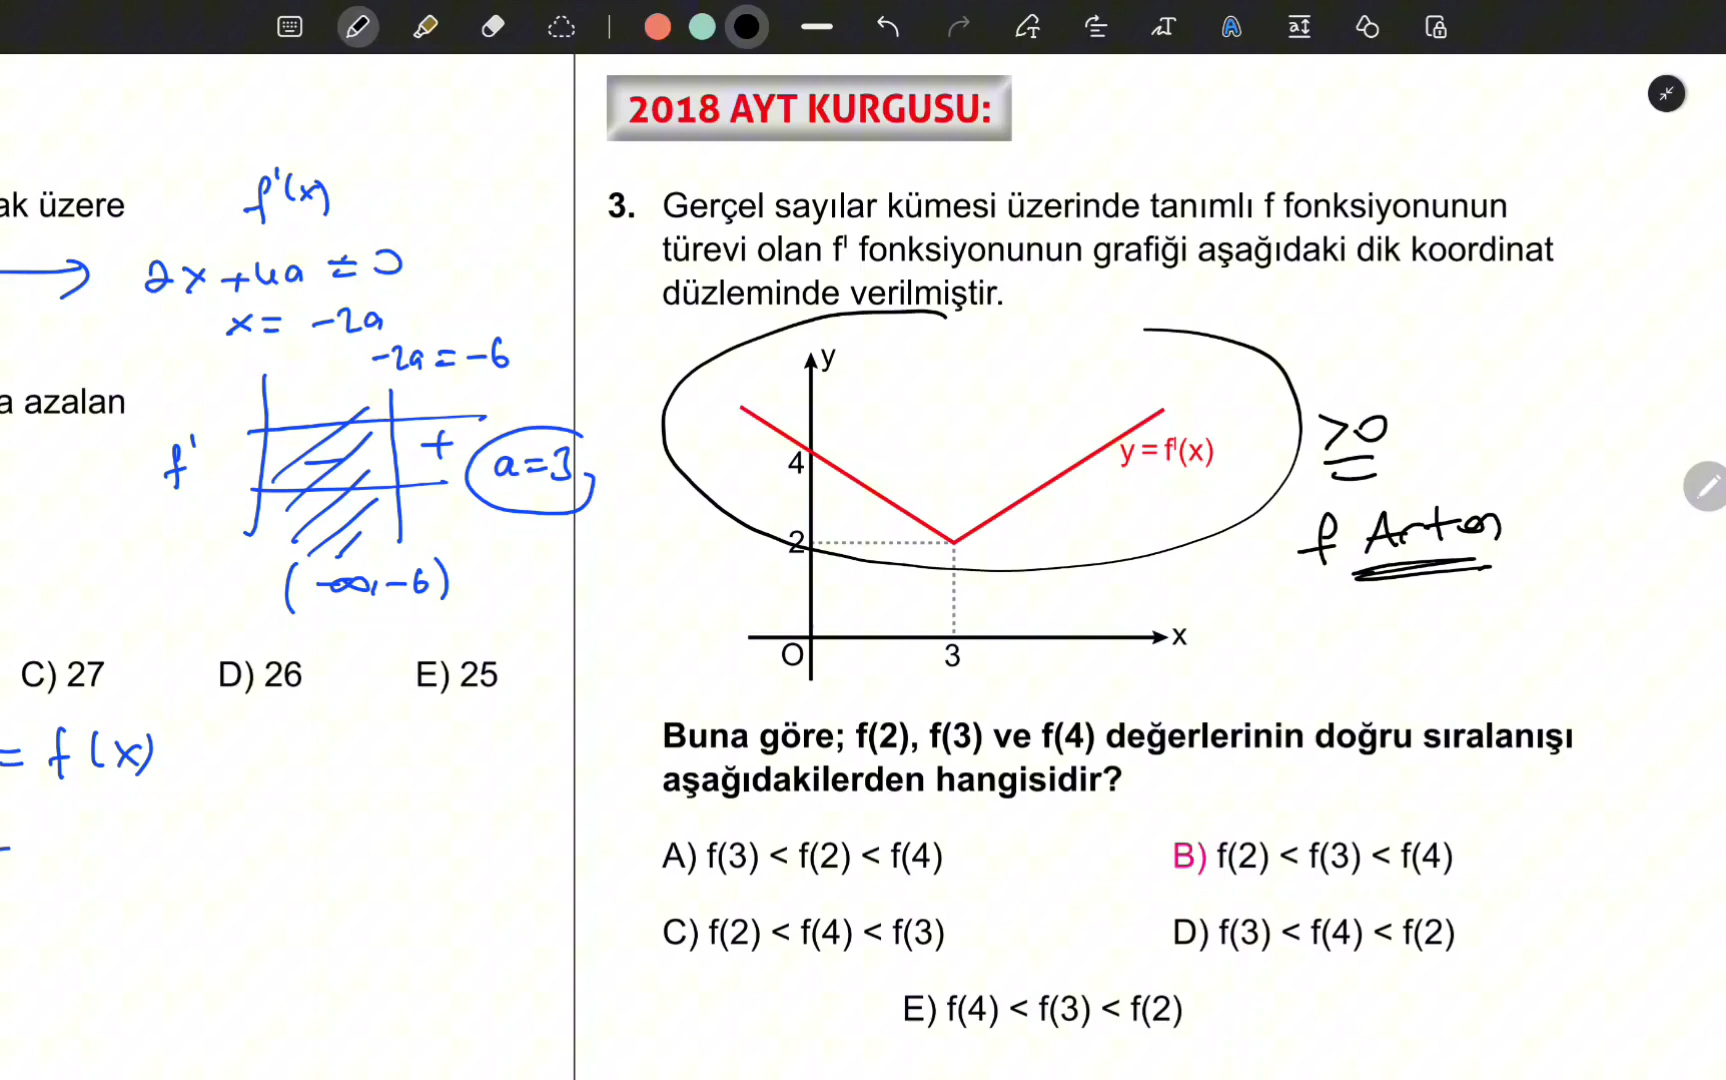 2018 AYT KURGUSU:
ak üzere
f'(x)
2x+4a = 0
x = -2a
-2a = -6
a azalan
f'
- +
a=3
(-∞, -6)
C) 27 D) 26 E) 25
= f(x)
3. Gerçel sayılar kümesi üzerinde tanımlı f fonksiyonunun
türevi olan fı fonksiyonunun grafiği aşağıdaki dik koordinat
düzleminde verilmiştir.
y
4
y = fı(x)
2
O
3
x
>0
f Artan
Buna göre; f(2), f(3) ve f(4) değerlerinin doğru sıralanışı
aşağıdakilerden hangisidir?
A) f(3) < f(2) < f(4) B) f(2) < f(3) < f(4)
C) f(2) < f(4) < f(3) D) f(3) < f(4) < f(2)
E) f(4) < f(3) < f(2)